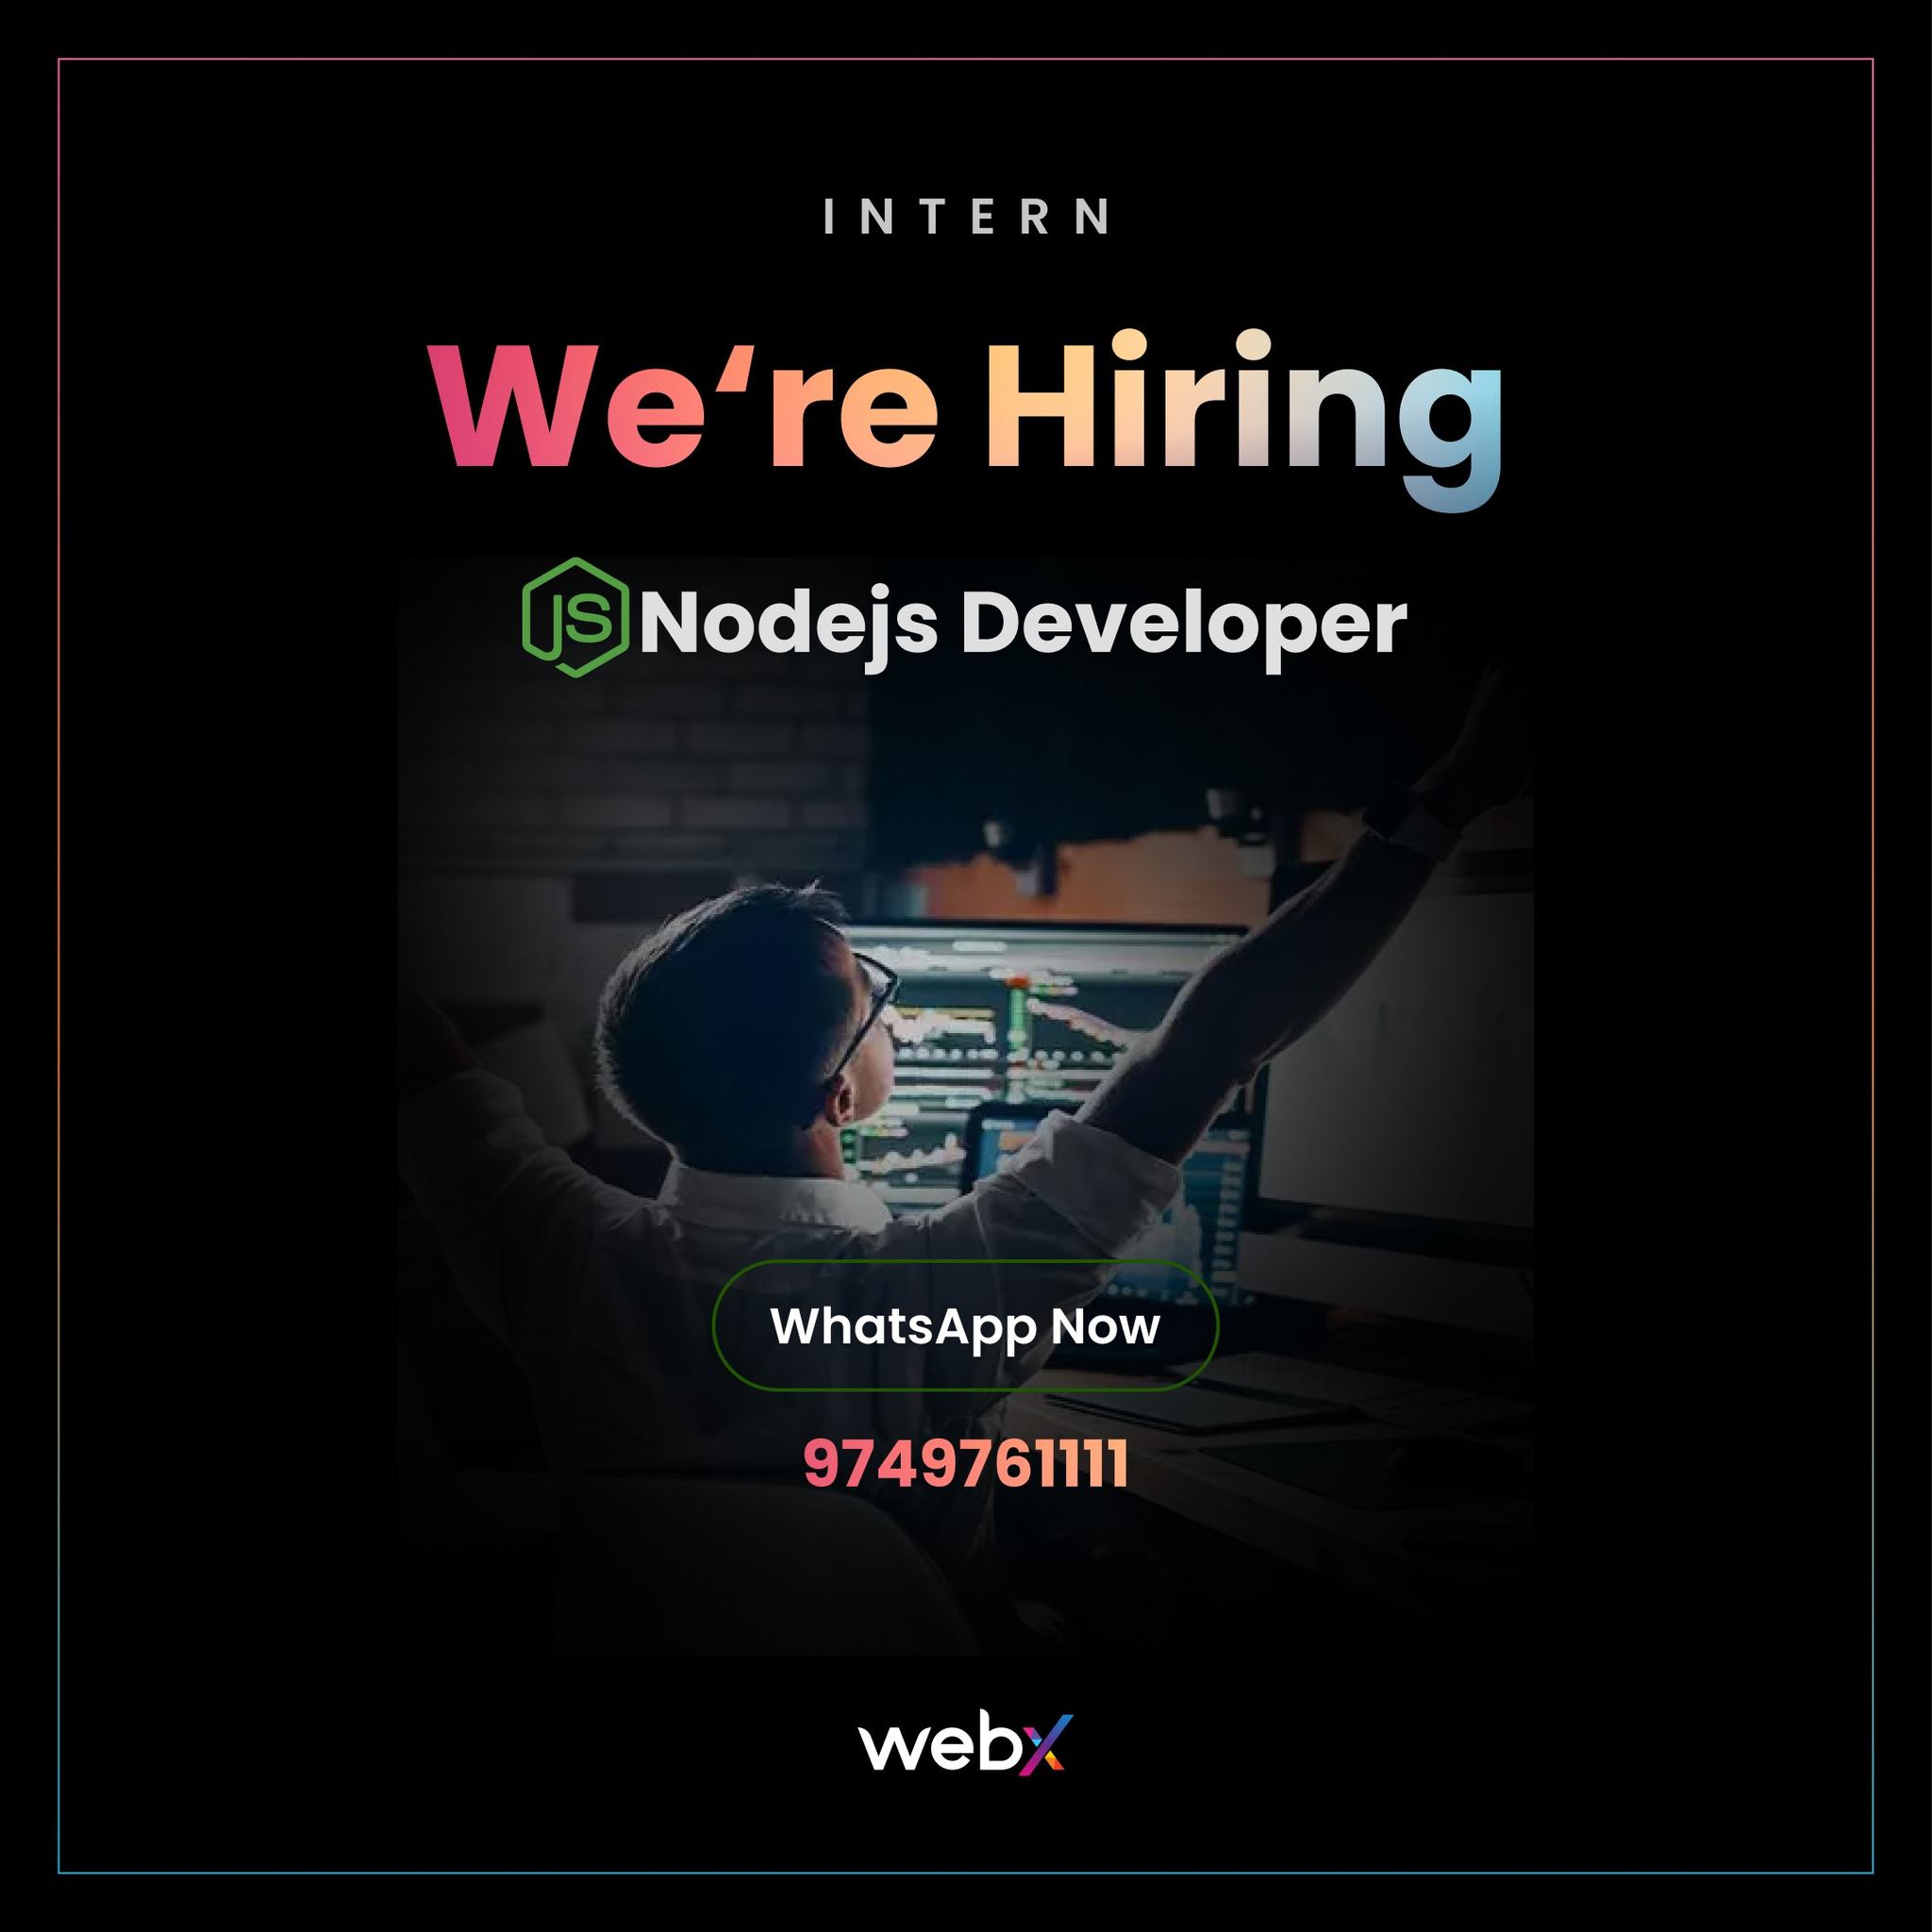 INTERN
We‘re Hiring
JS Nodejs Developer
WhatsApp Now
9749761111
webx